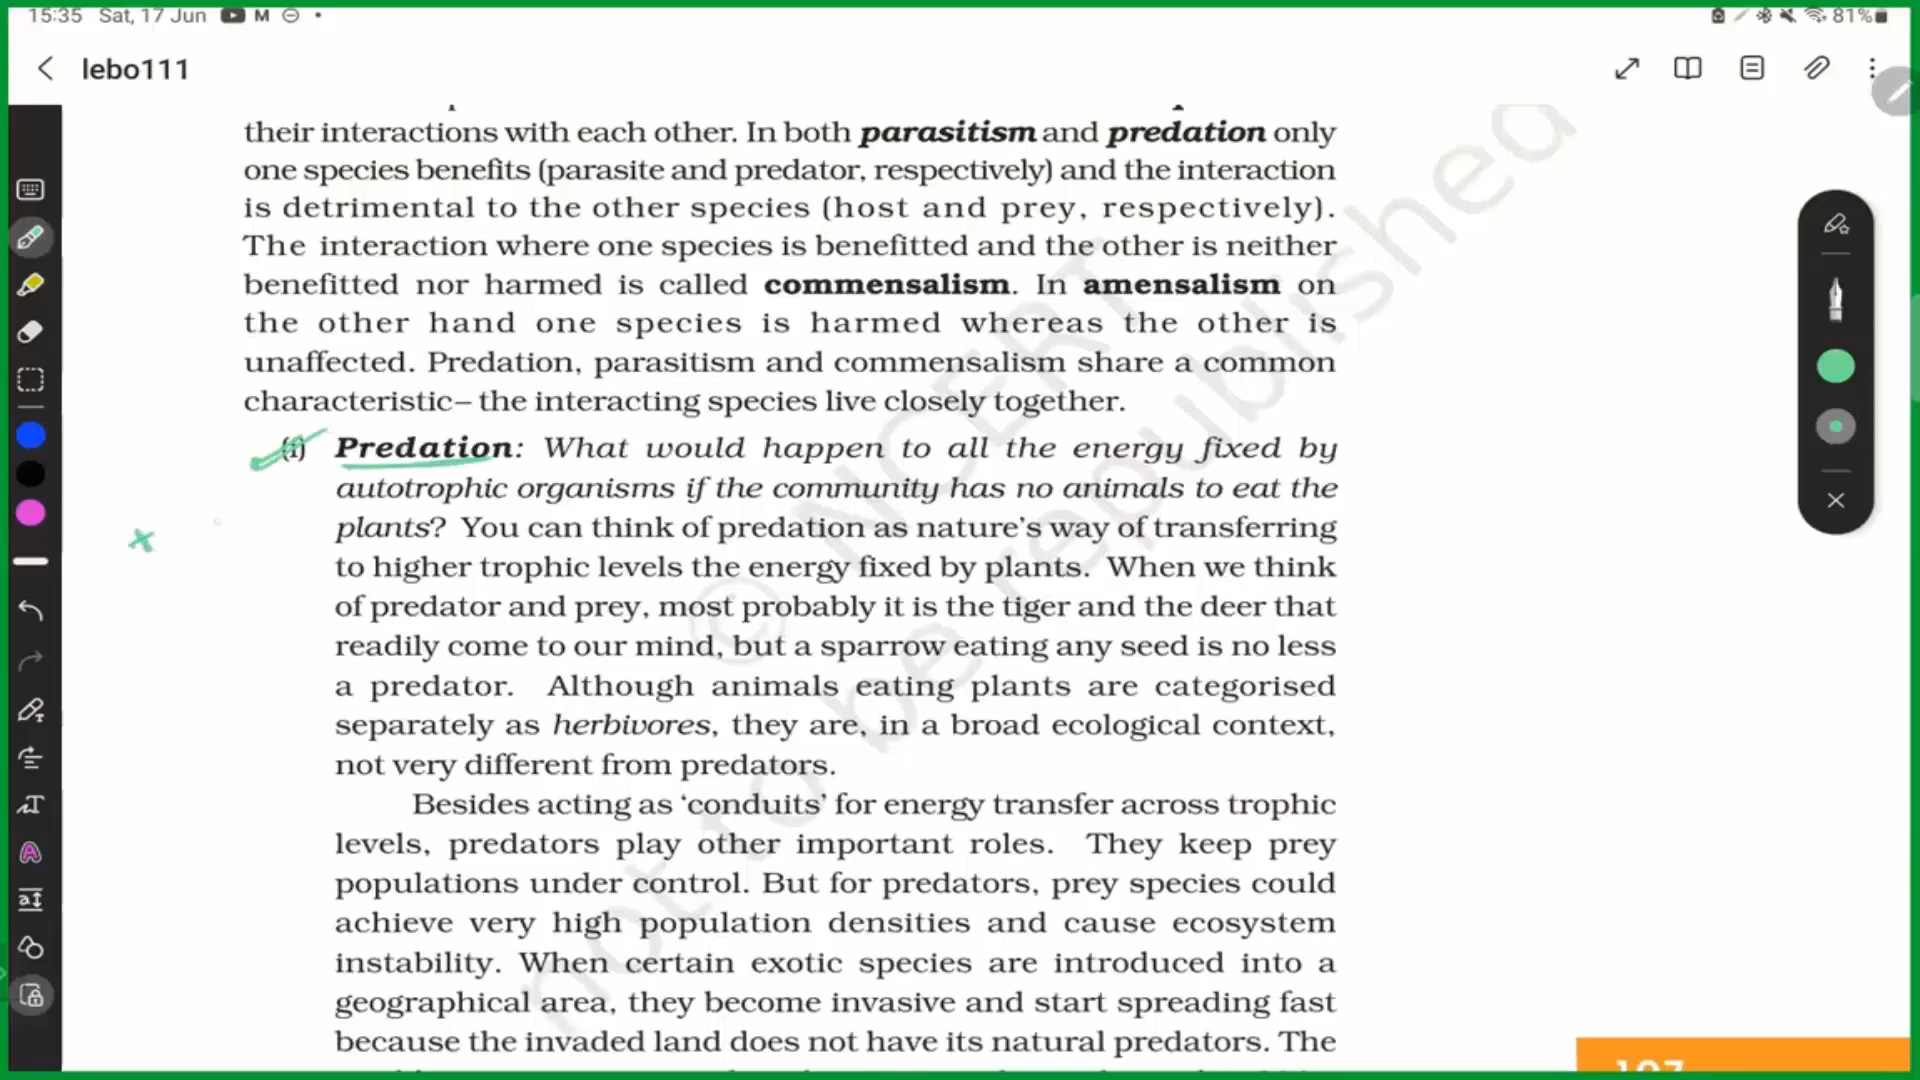 15:35 Sat, 17 Jun M 81%
lebo111
their interactions with each other. In both parasitism and predation only
one species benefits (parasite and predator, respectively) and the interaction
is detrimental to the other species (host and prey, respectively).
The interaction where one species is benefitted and the other is neither
benefitted nor harmed is called commensalism. In amensalism on
the other hand one species is harmed whereas the other is
unaffected. Predation, parasitism and commensalism share a common
characteristic– the interacting species live closely together.
(i) Predation: What would happen to all the energy fixed by
autotrophic organisms if the community has no animals to eat the
plants? You can think of predation as nature’s way of transferring
to higher trophic levels the energy fixed by plants. When we think
of predator and prey, most probably it is the tiger and the deer that
readily come to our mind, but a sparrow eating any seed is no less
a predator. Although animals eating plants are categorised
separately as herbivores, they are, in a broad ecological context,
not very different from predators.
Besides acting as ‘conduits’ for energy transfer across trophic
levels, predators play other important roles. They keep prey
populations under control. But for predators, prey species could
achieve very high population densities and cause ecosystem
instability. When certain exotic species are introduced into a
geographical area, they become invasive and start spreading fast
because the invaded land does not have its natural predators. The
© NCERT
not to be republished